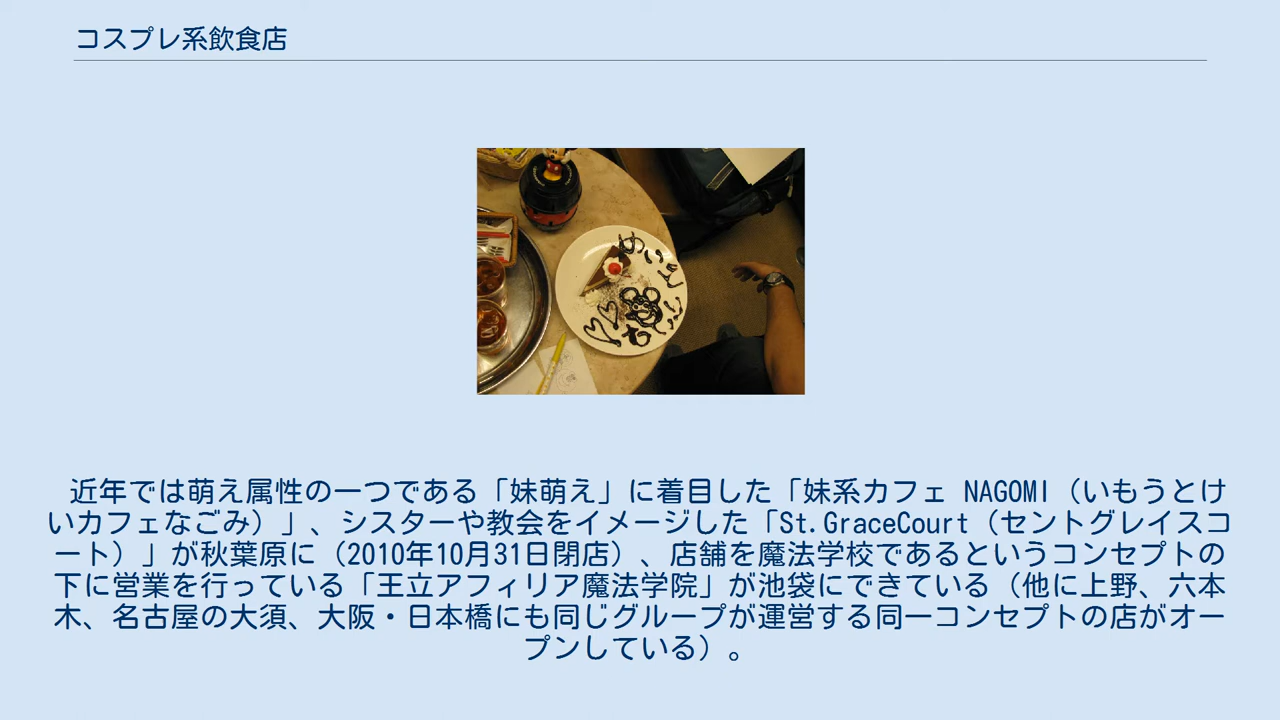 コスプレ系飲食店
近年では萌え属性の一つである「妹萌え」に着目した「妹系カフェ NAGOMI（いもうとけ
いカフェなごみ）」、シスターや教会をイメージした「St.GraceCourt（セントグレイスコ
ート）」が秋葉原に（2010年10月31日閉店）、店舗を魔法学校であるというコンセプトの
下に営業を行っている「王立アフィリア魔法学院」が池袋にできている（他に上野、六本
木、名古屋の大須、大阪・日本橋にも同じグループが運営する同一コンセプトの店がオー
プンしている）。